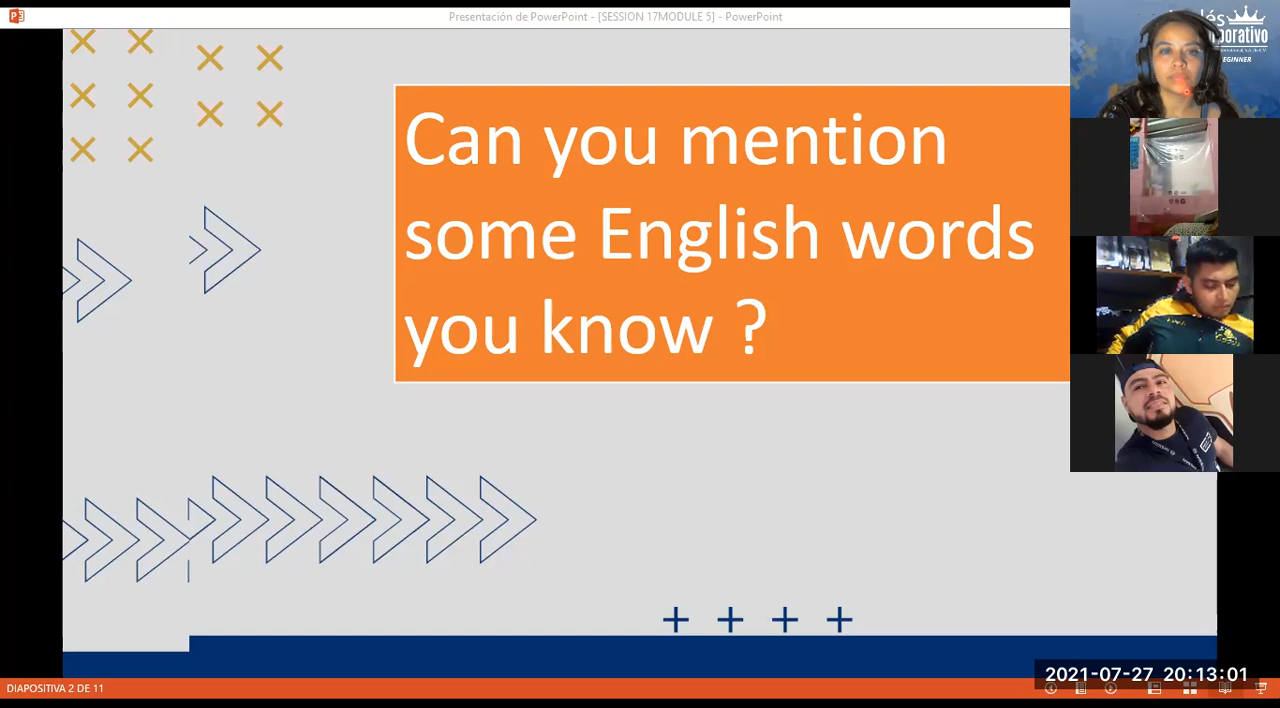 Presentación de PowerPoint - [SESSION 17MODULE 5] - PowerPoint
Can you mention
some English words
you know ?
BEGINNER
DIAPOSITIVA 2 DE 11
2021-07-27 20:13:01